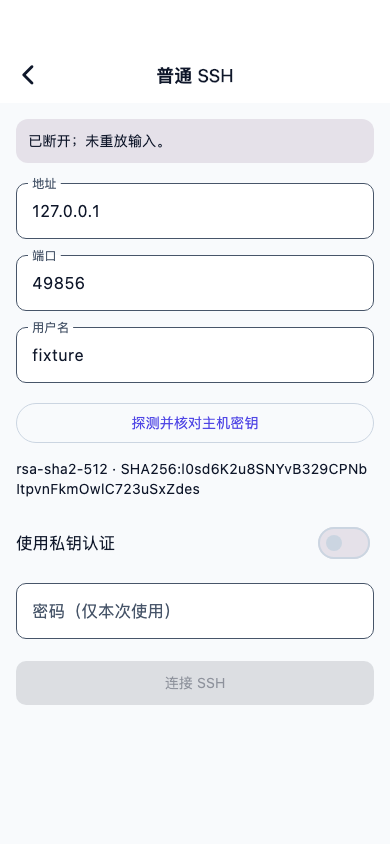 普通 SSH
已断开；未重放输入。
地址
127.0.0.1
端口
49856
用户名
fixture
探测并核对主机密钥
rsa-sha2-512 · SHA256:l0sd6K2u8SNYvB329CPNb
ltpvnFkmOwlC723uSxZdes
使用私钥认证
密码（仅本次使用）
连接 SSH